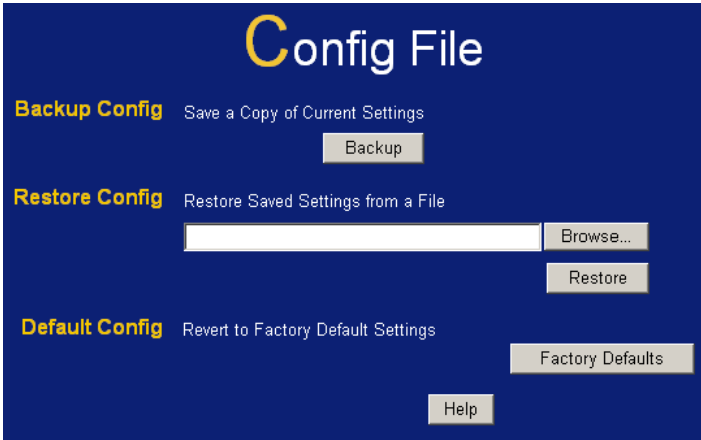 Config File
Backup Config Save a Copy of Current Settings
Backup
Restore Config Restore Saved Settings from a File
Browse...
Restore
Default Config Revert to Factory Default Settings
Factory Defaults
Help